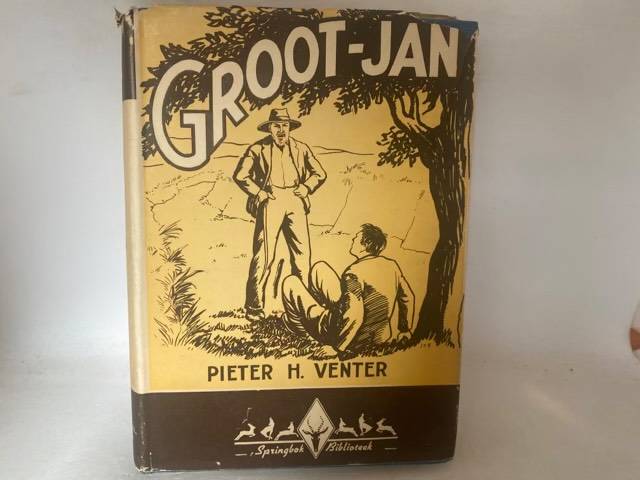 GROOT-JAN
PIETER H. VENTER
Springbok Biblioteek